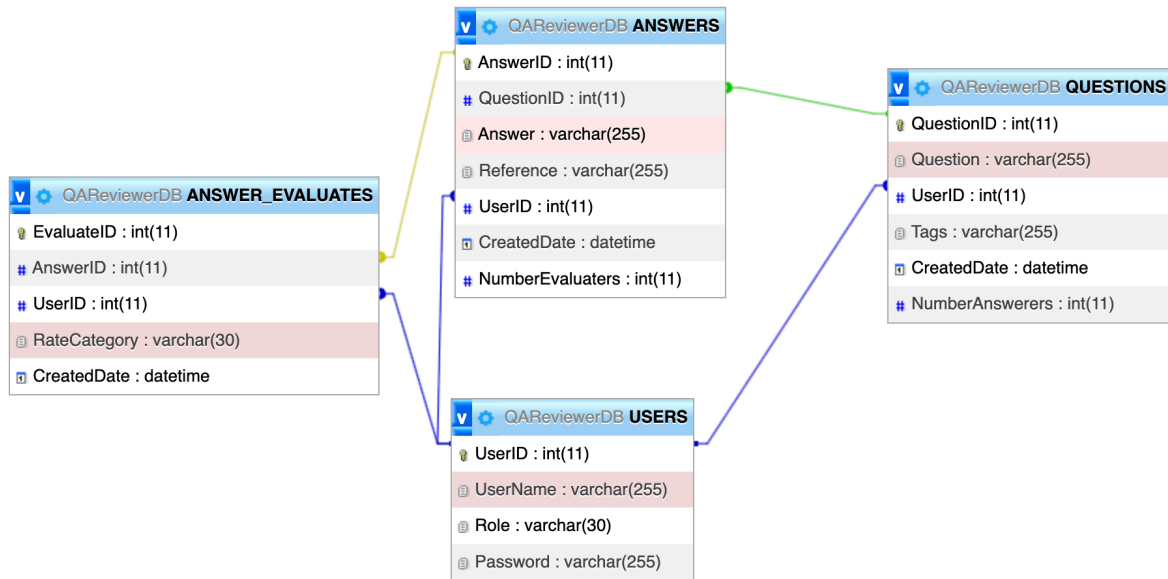 QAReviewerDB ANSWERS
AnswerID : int(11)
QuestionID : int(11)
Answer : varchar(255)
Reference : varchar(255)
UserID : int(11)
CreatedDate : datetime
NumberEvaluaters : int(11)
QAReviewerDB QUESTIONS
QuestionID : int(11)
Question : varchar(255)
UserID : int(11)
Tags : varchar(255)
CreatedDate : datetime
NumberAnswerers : int(11)
QAReviewerDB ANSWER_EVALUATES
EvaluateID : int(11)
AnswerID : int(11)
UserID : int(11)
RateCategory : varchar(30)
CreatedDate : datetime
QAReviewerDB USERS
UserID : int(11)
UserName : varchar(255)
Role : varchar(30)
Password : varchar(255)